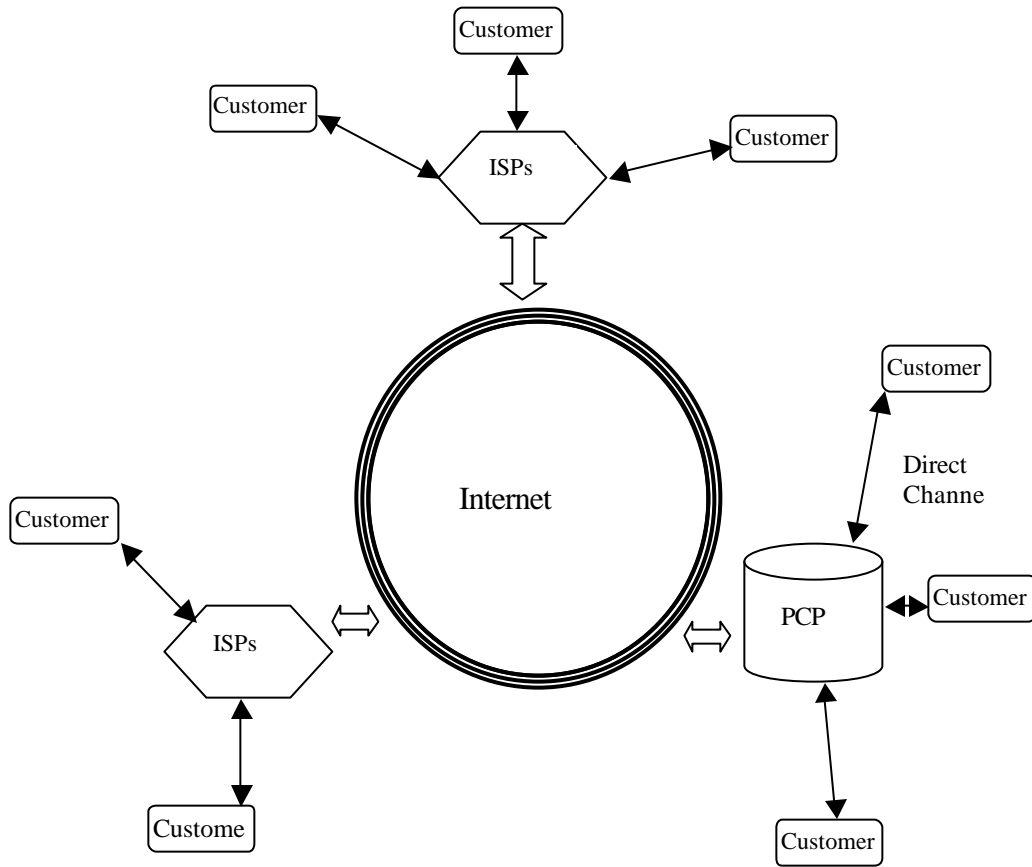 Customer
Customer
Customer
ISPs
Customer
Direct
Channe
Internet
Customer
Customer
PCP
ISPs
Custome
Customer